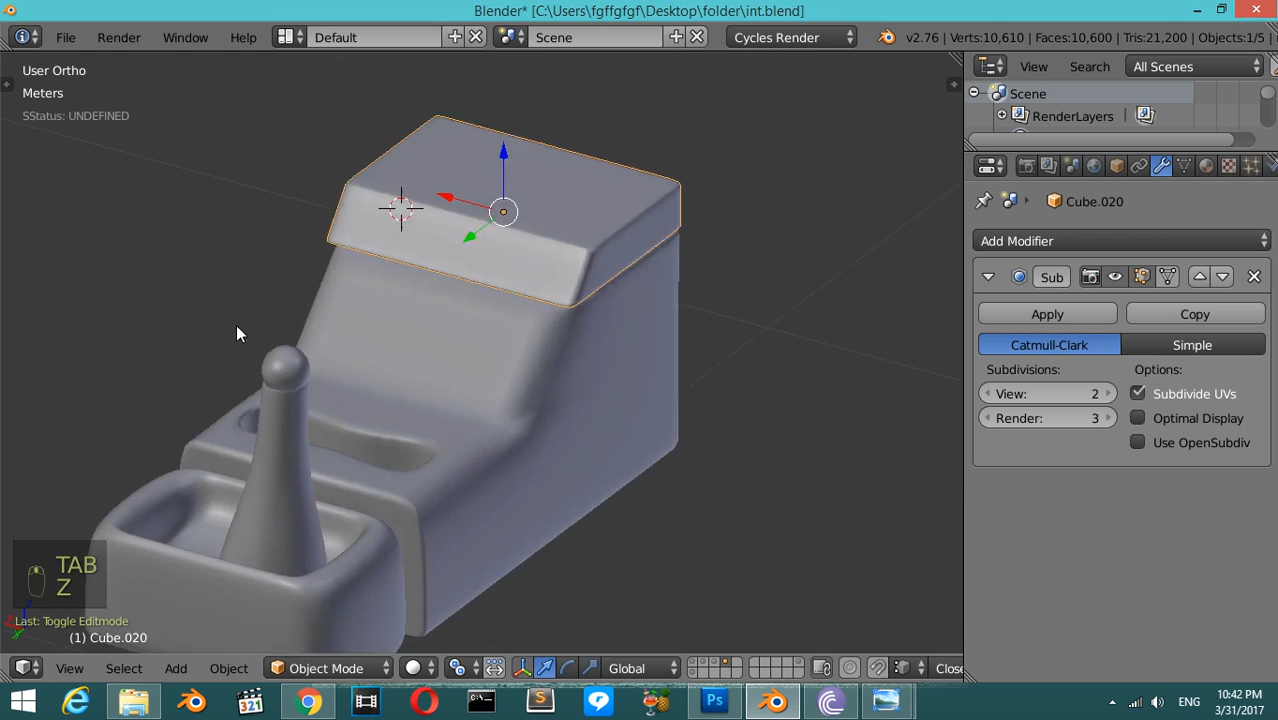 Blender* [C:\Users\fgffgfgf\Desktop\folder\int.blend]
File Render Window Help Default Scene Cycles Render v2.76 | Verts:10,610 | Faces:10,600 | Tris:21,200 | Objects:1/5
User Ortho
Meters
SStatus: UNDEFINED
View Search All Scenes
Scene
RenderLayers
Cube.020
Add Modifier
Sub
Apply Copy
Catmull-Clark Simple
Subdivisions: Options:
View: 2 Subdivide UVs
Render: 3 Optimal Display
Use OpenSubdiv
TAB
Z
Last: Toggle Editmode
(1) Cube.020
View Select Add Object Object Mode Global Close
321
Ps
ENG
10:42 PM
3/31/2017